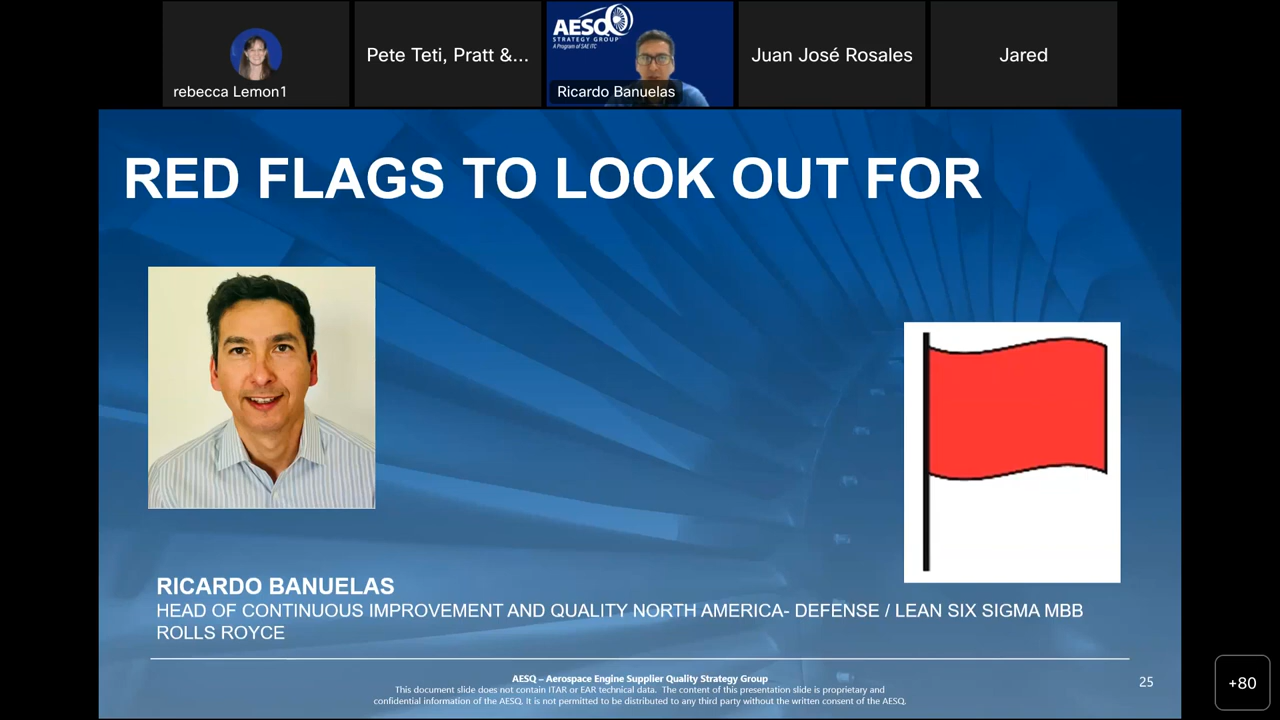 AESQ
STRATEGY GROUP
A Program of SAE ITC
rebecca Lemon1
Pete Teti, Pratt &...
Ricardo Banuelas
Juan José Rosales
Jared
RED FLAGS TO LOOK OUT FOR
RICARDO BANUELAS
HEAD OF CONTINUOUS IMPROVEMENT AND QUALITY NORTH AMERICA- DEFENSE / LEAN SIX SIGMA MBB
ROLLS ROYCE
AESQ – Aerospace Engine Supplier Quality Strategy Group
This document slide does not contain ITAR or EAR technical data. The content of this presentation slide is proprietary and
confidential information of the AESQ. It is not permitted to be distributed to any third party without the written consent of the AESQ.
25
+80